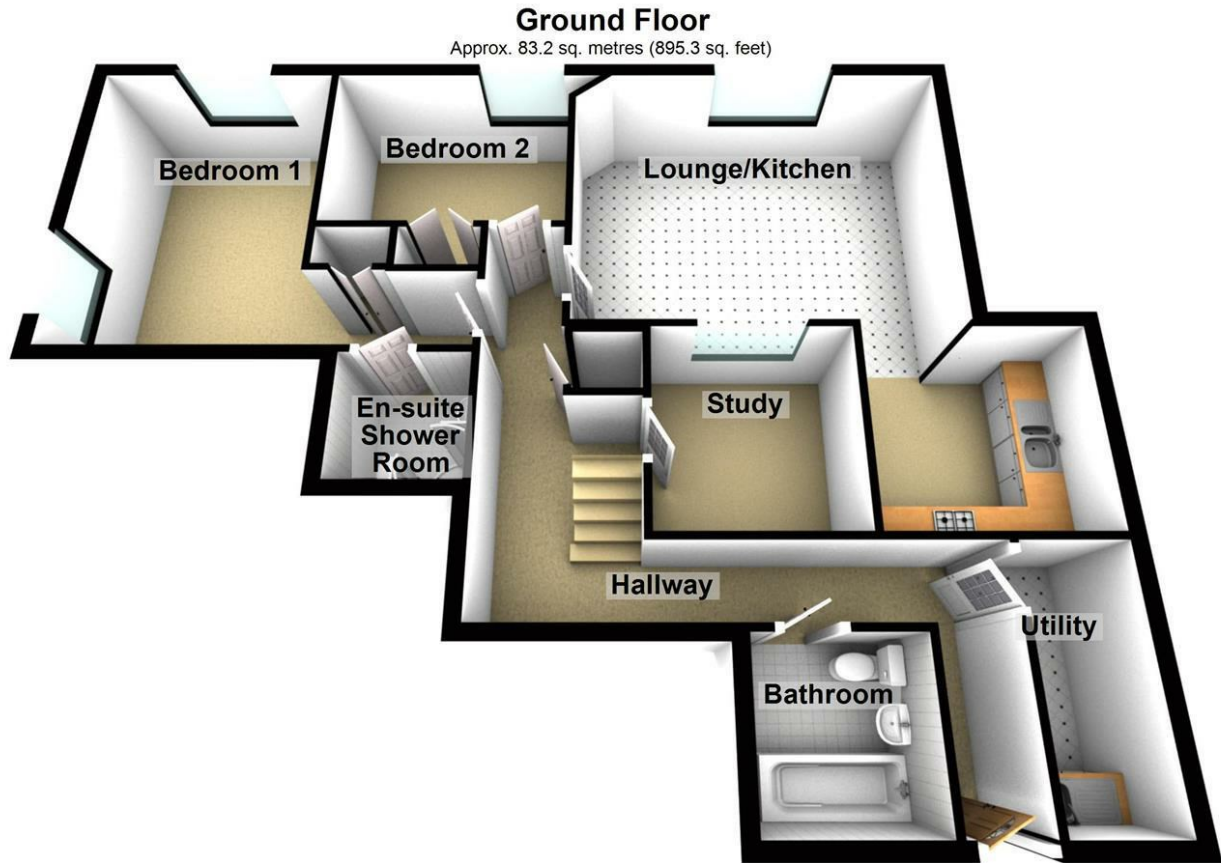 Ground Floor
Approx. 83.2 sq. metres (895.3 sq. feet)
Bedroom 1
Bedroom 2
Lounge/Kitchen
En-suite
Shower
Room
Study
Hallway
Utility
Bathroom